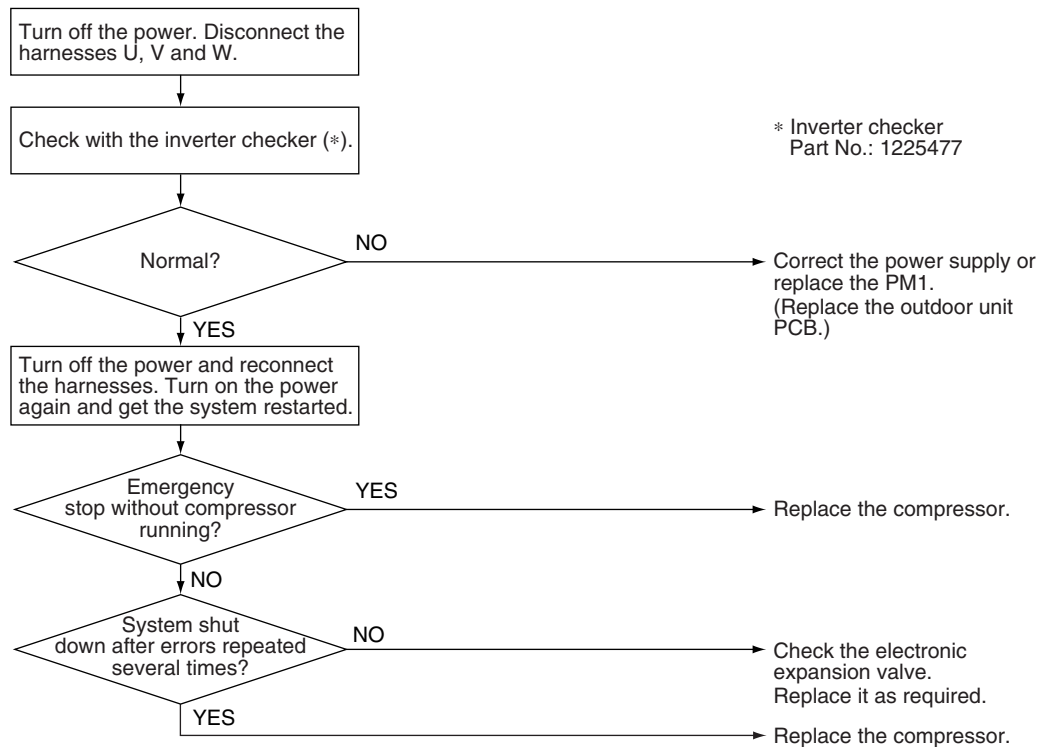 Turn off the power. Disconnect the
harnesses U, V and W.
Check with the inverter checker (*).
* Inverter checker
Part No.: 1225477
Normal?
NO
Correct the power supply or
replace the PM1.
(Replace the outdoor unit
PCB.)
YES
Turn off the power and reconnect
the harnesses. Turn on the power
again and get the system restarted.
Emergency
stop without compressor
running?
YES
Replace the compressor.
NO
System shut
down after errors repeated
several times?
NO
Check the electronic
expansion valve.
Replace it as required.
YES
Replace the compressor.